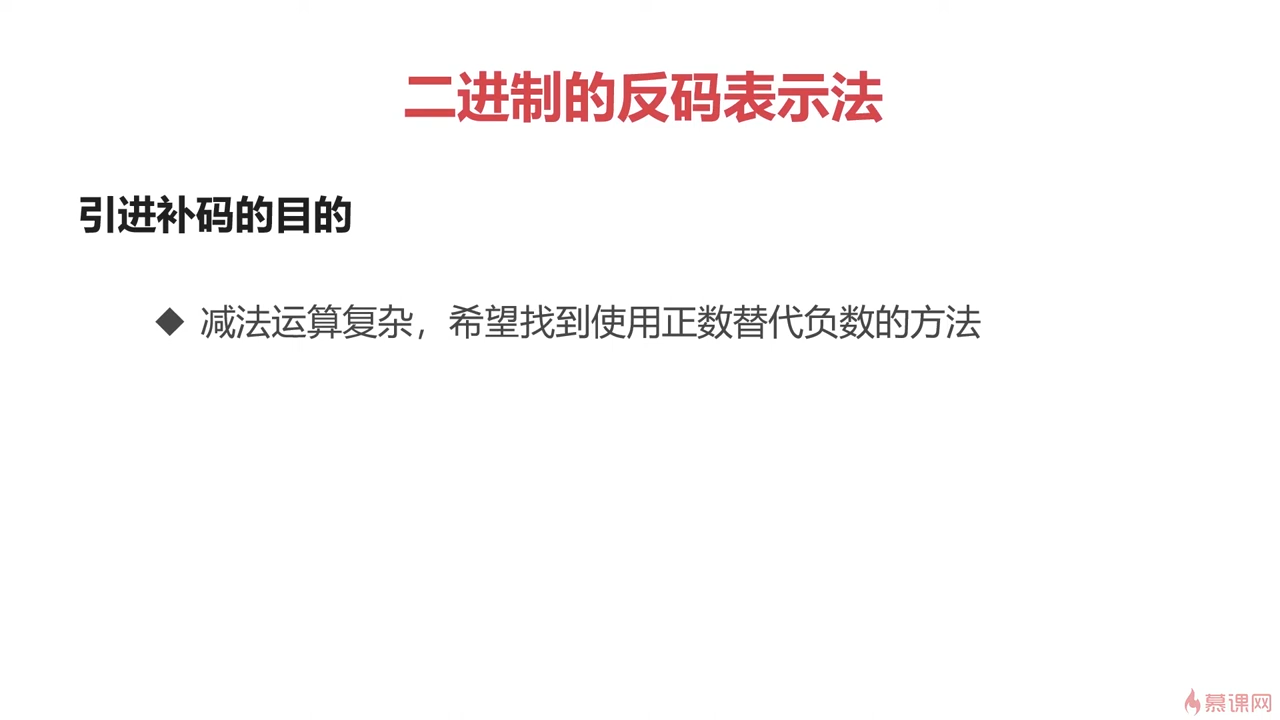 二进制的反码表示法
引进补码的目的
◆ 减法运算复杂，希望找到使用正数替代负数的方法
慕课网